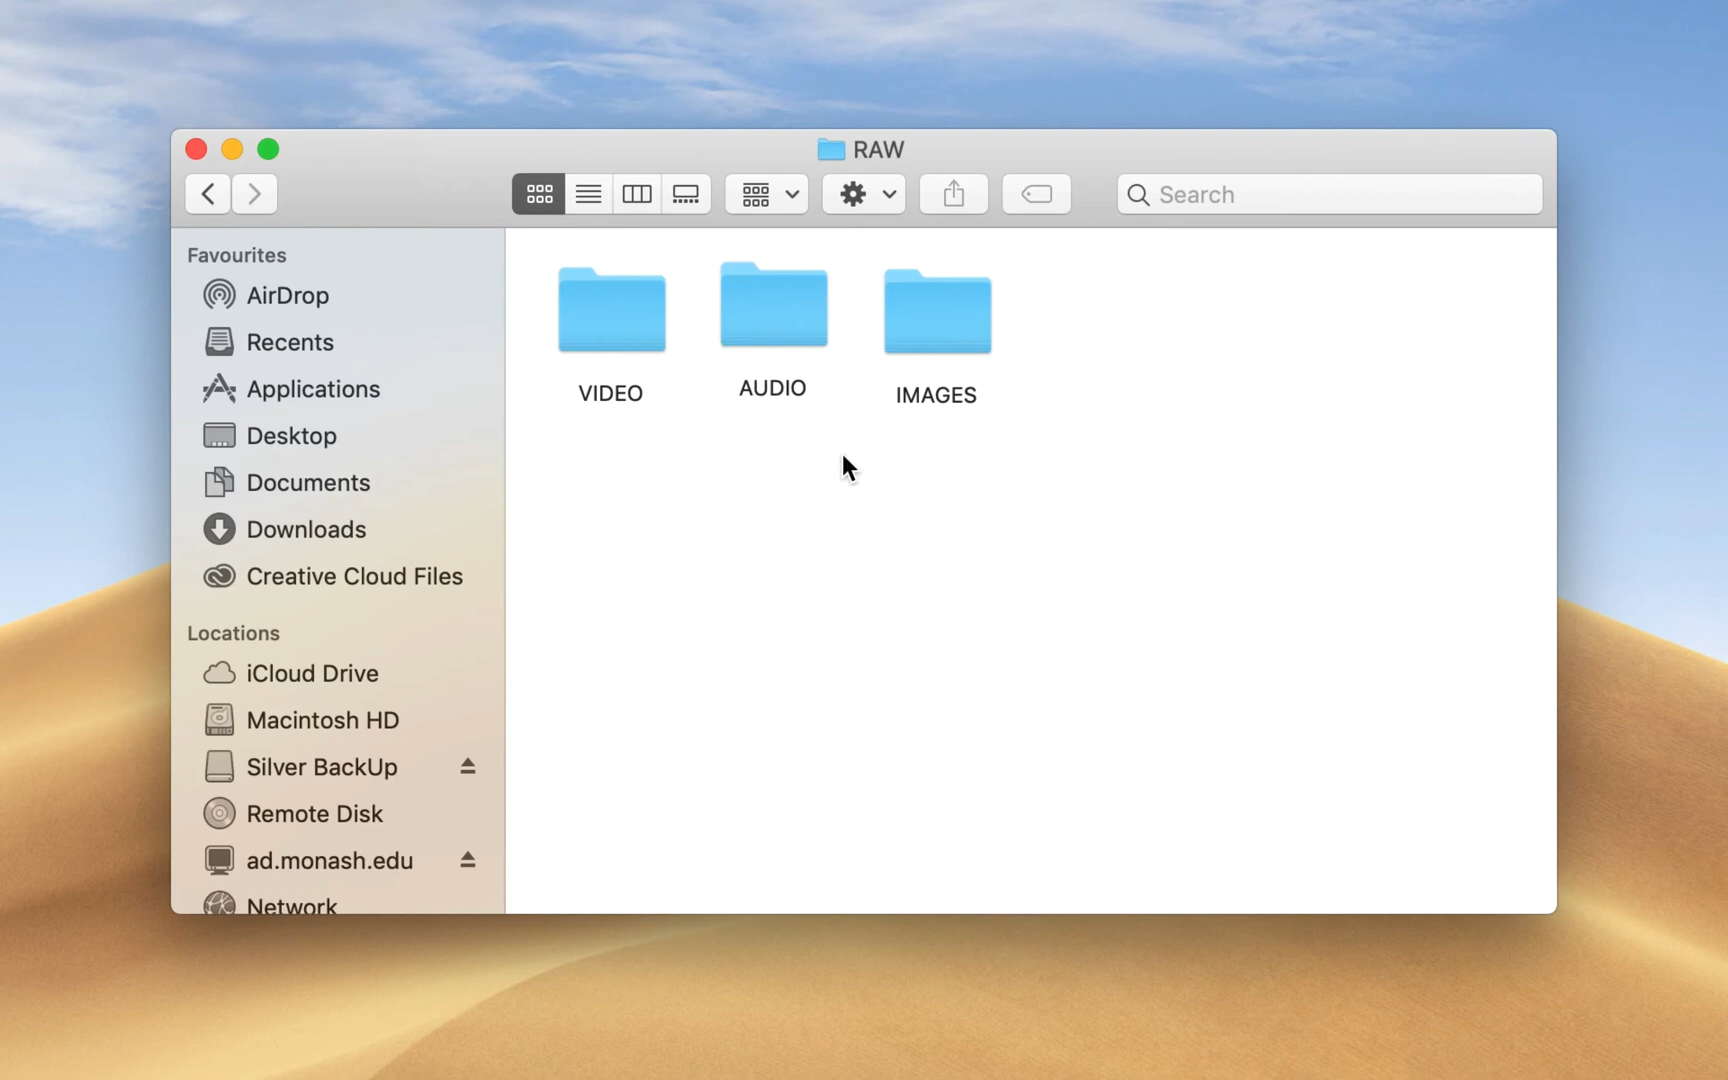 RAW
Search
Favourites
AirDrop
Recents
Applications
Desktop
Documents
Downloads
Creative Cloud Files
Locations
iCloud Drive
Macintosh HD
Silver BackUp
Remote Disk
ad.monash.edu
Network
VIDEO
AUDIO
IMAGES